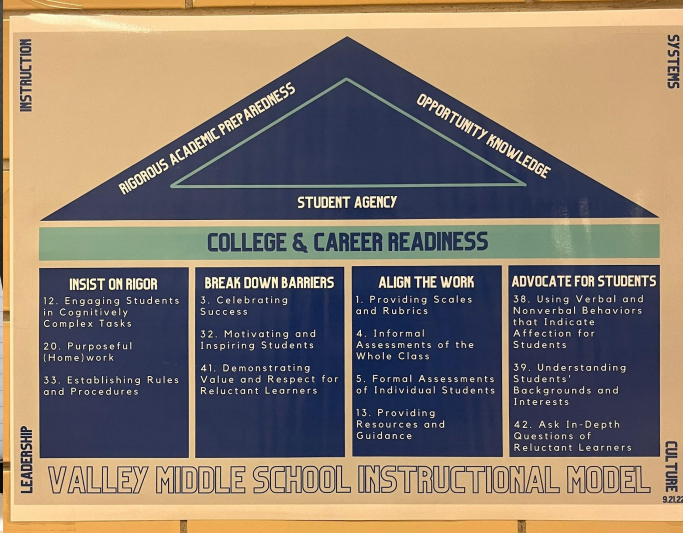 INSTRUCTION
SYSTEMS
RIGOROUS ACADEMIC PREPAREDNESS
OPPORTUNITY KNOWLEDGE
STUDENT AGENCY
COLLEGE & CAREER READINESS
INSIST ON RIGOR
12. Engaging Students
in Cognitively
Complex Tasks
20. Purposeful
(Home)work
33. Establishing Rules
and Procedures
BREAK DOWN BARRIERS
3. Celebrating
Success
32. Motivating and
Inspiring Students
41. Demonstrating
Value and Respect for
Reluctant Learners
ALIGN THE WORK
1. Providing Scales
and Rubrics
4. Informal
Assessments of the
Whole Class
5. Formal Assessments
of Individual Students
13. Providing
Resources and
Guidance
ADVOCATE FOR STUDENTS
38. Using Verbal and
Nonverbal Behaviors
that Indicate
Affection for
Students
39. Understanding
Students'
Backgrounds and
Interests
42. Ask In-Depth
Questions of
Reluctant Learners
LEADERSHIP
CULTURE
VALLEY MIDDLE SCHOOL INSTRUCTIONAL MODEL
9.21.22